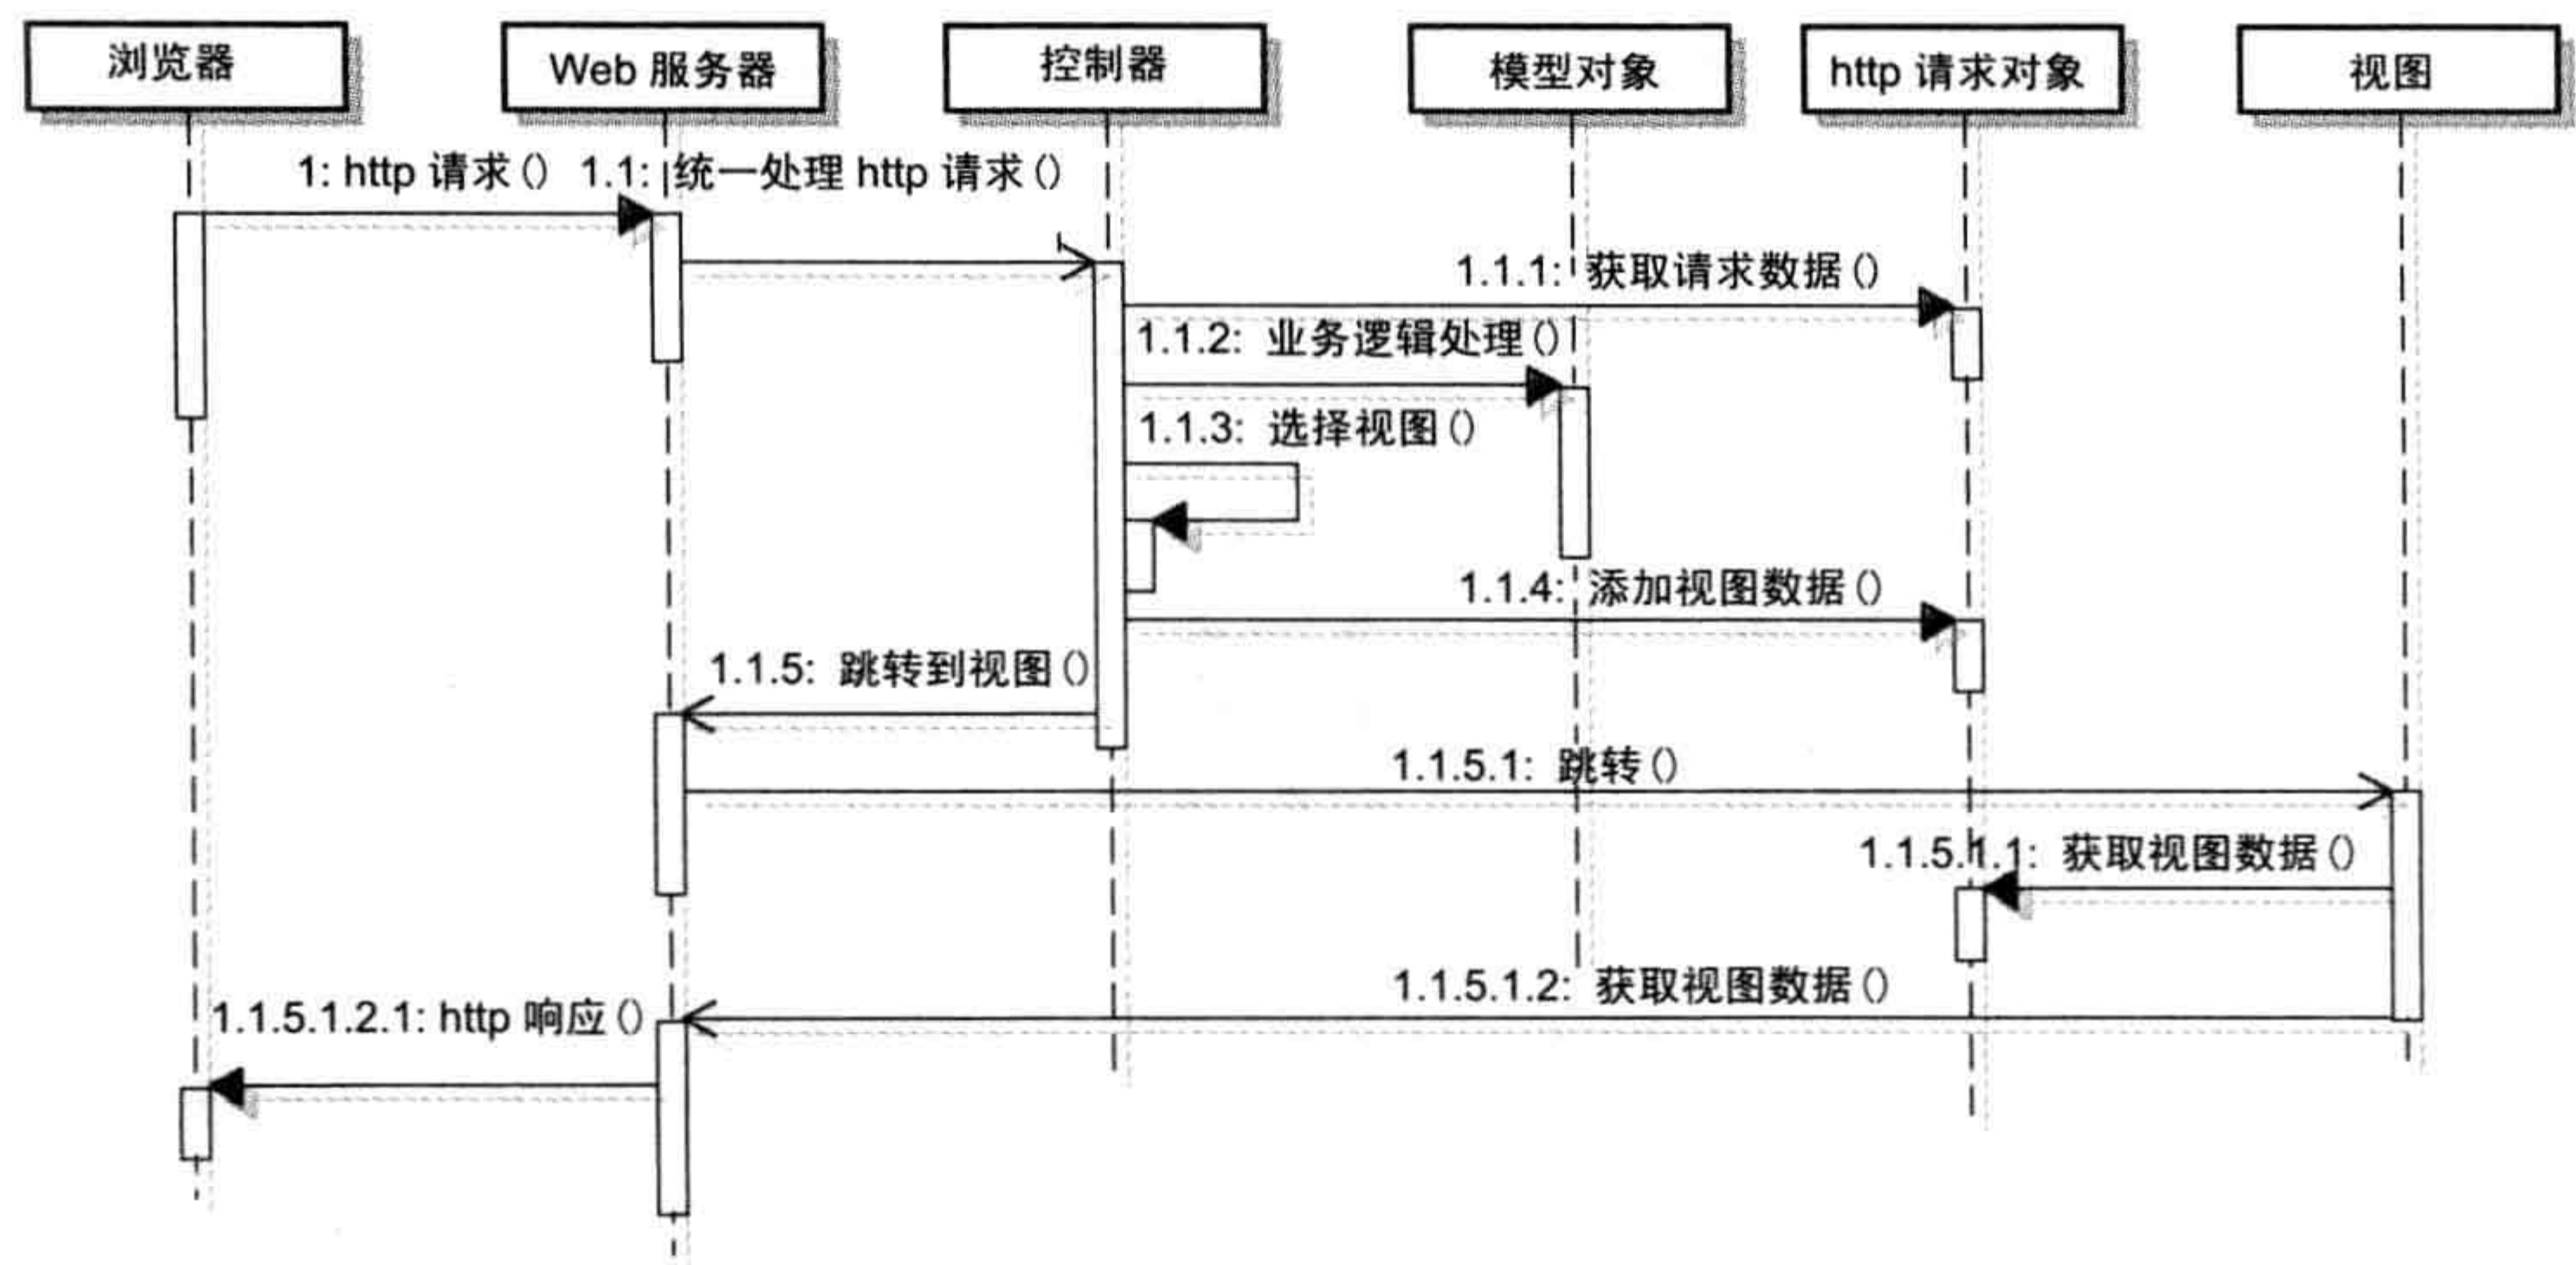 浏览器
Web 服务器
控制器
模型对象
http 请求对象
视图
1: http 请求()
1.1: 统一处理 http 请求()
1.1.1: 获取请求数据()
1.1.2: 业务逻辑处理()
1.1.3: 选择视图()
1.1.4: 添加视图数据()
1.1.5: 跳转到视图()
1.1.5.1: 跳转()
1.1.5.1.1: 获取视图数据()
1.1.5.1.2: 获取视图数据()
1.1.5.1.2.1: http 响应()